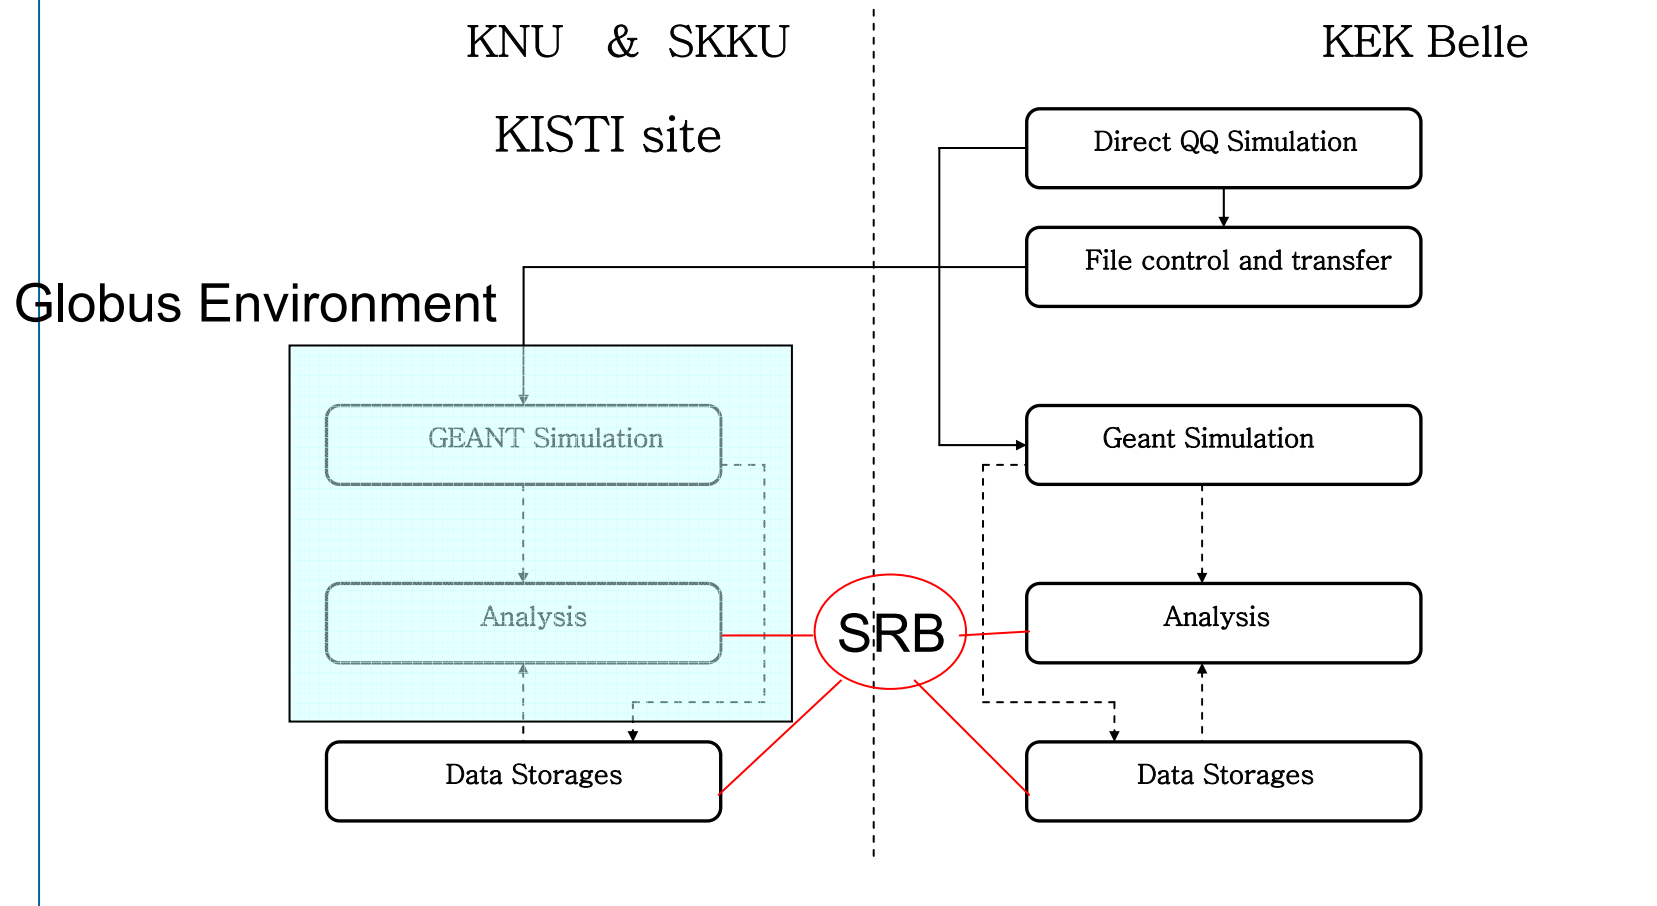 KNU & SKKU
KEK Belle
KISTI site
Direct QQ Simulation
File control and transfer
Globus Environment
GEANT Simulation
Geant Simulation
Analysis
SRB
Analysis
Data Storages
Data Storages